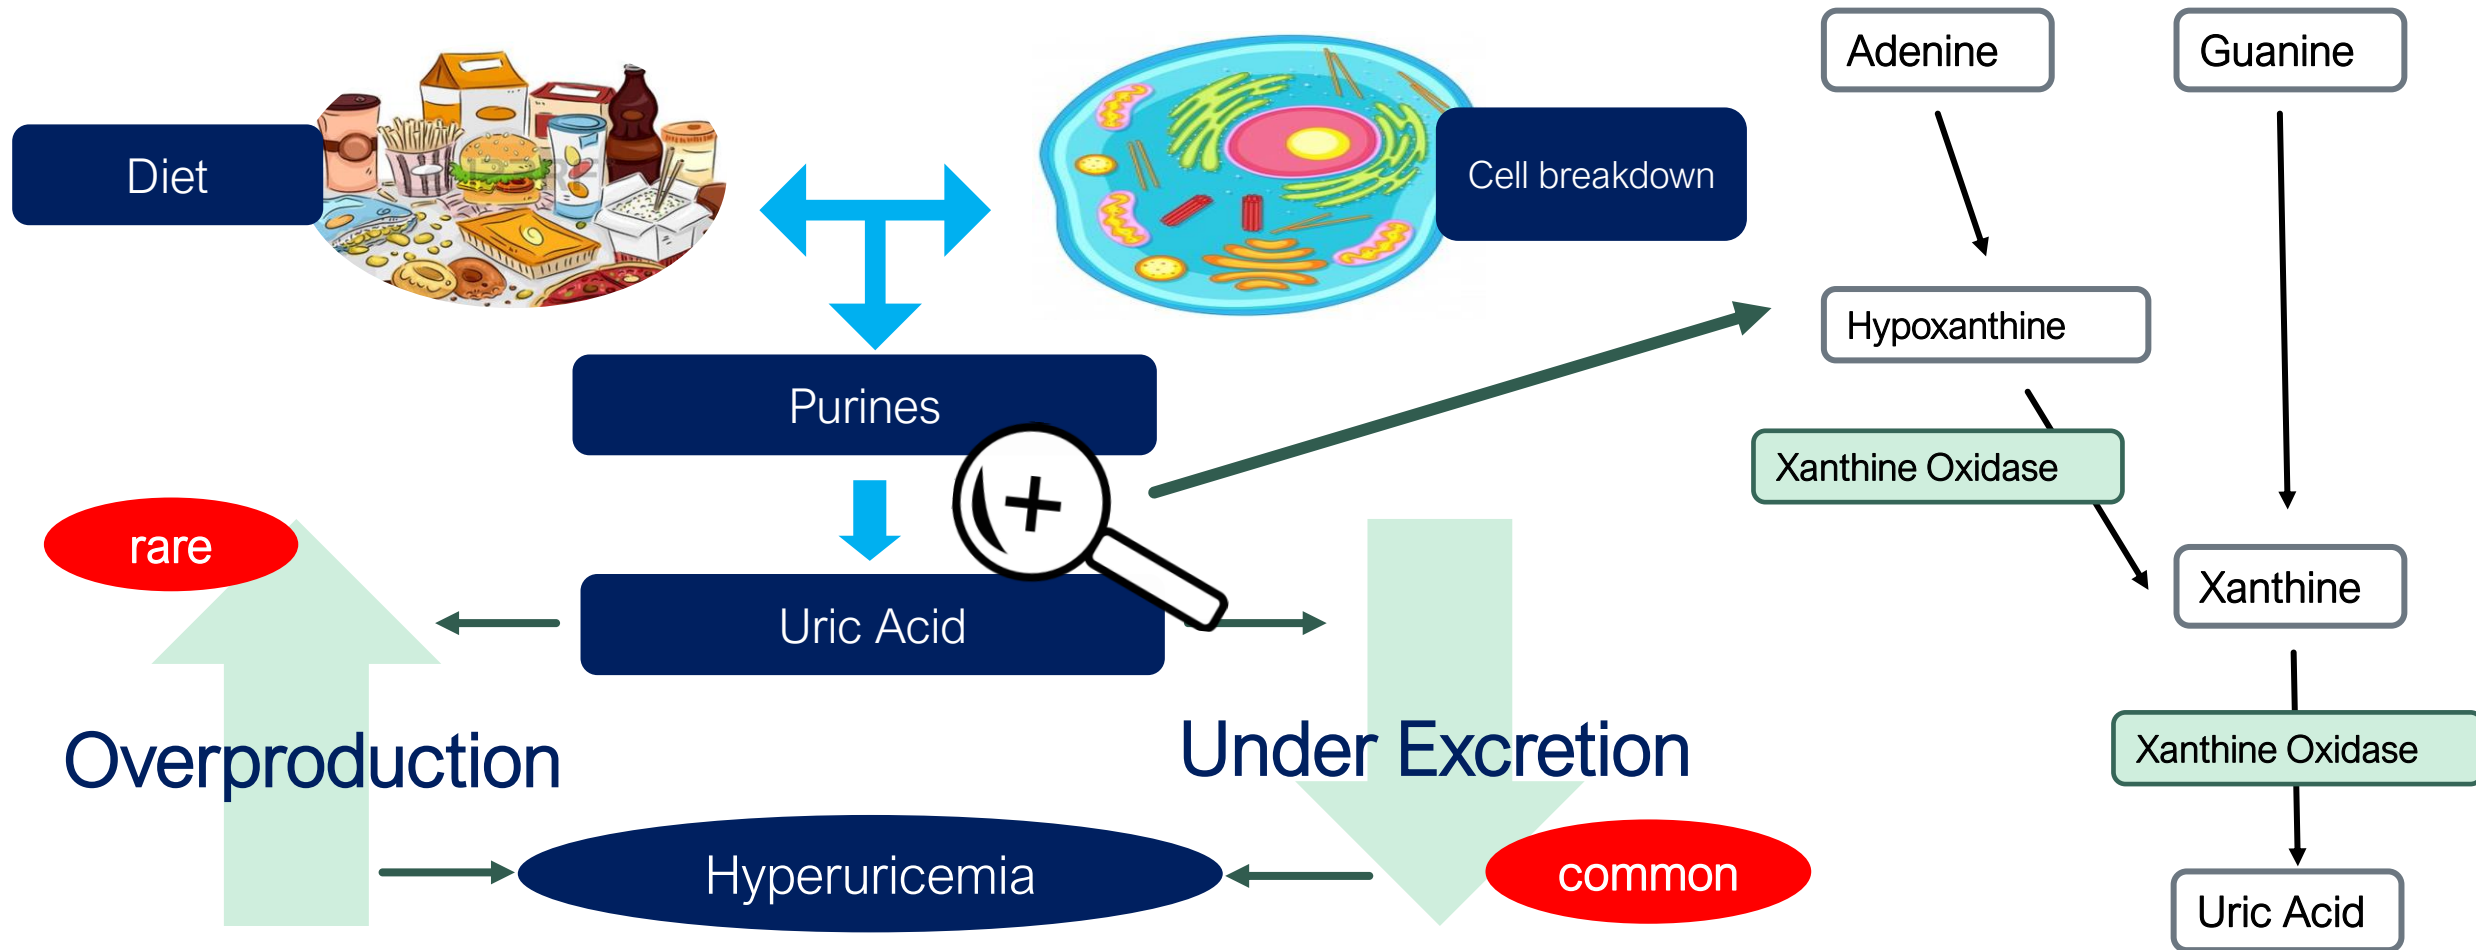 Adenine
Guanine
Diet
Cell breakdown
Hypoxanthine
Purines
Xanthine Oxidase
rare
Xanthine
Uric Acid
Overproduction
Under Excretion
Xanthine Oxidase
Hyperuricemia
common
Uric Acid